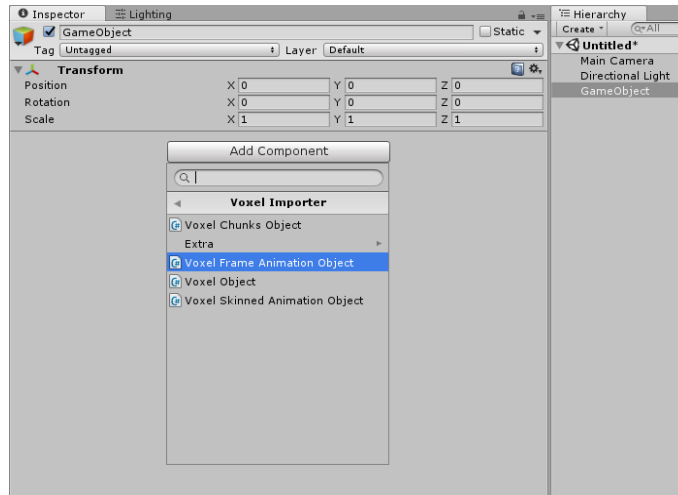 Inspector
Lighting
GameObject
Static
Tag Untagged Layer Default
Transform
Position X 0 Y 0 Z 0
Rotation X 0 Y 0 Z 0
Scale X 1 Y 1 Z 1
Add Component
Voxel Importer
Voxel Chunks Object
Extra
Voxel Frame Animation Object
Voxel Object
Voxel Skinned Animation Object
Hierarchy
Create All
Untitled*
Main Camera
Directional Light
GameObject